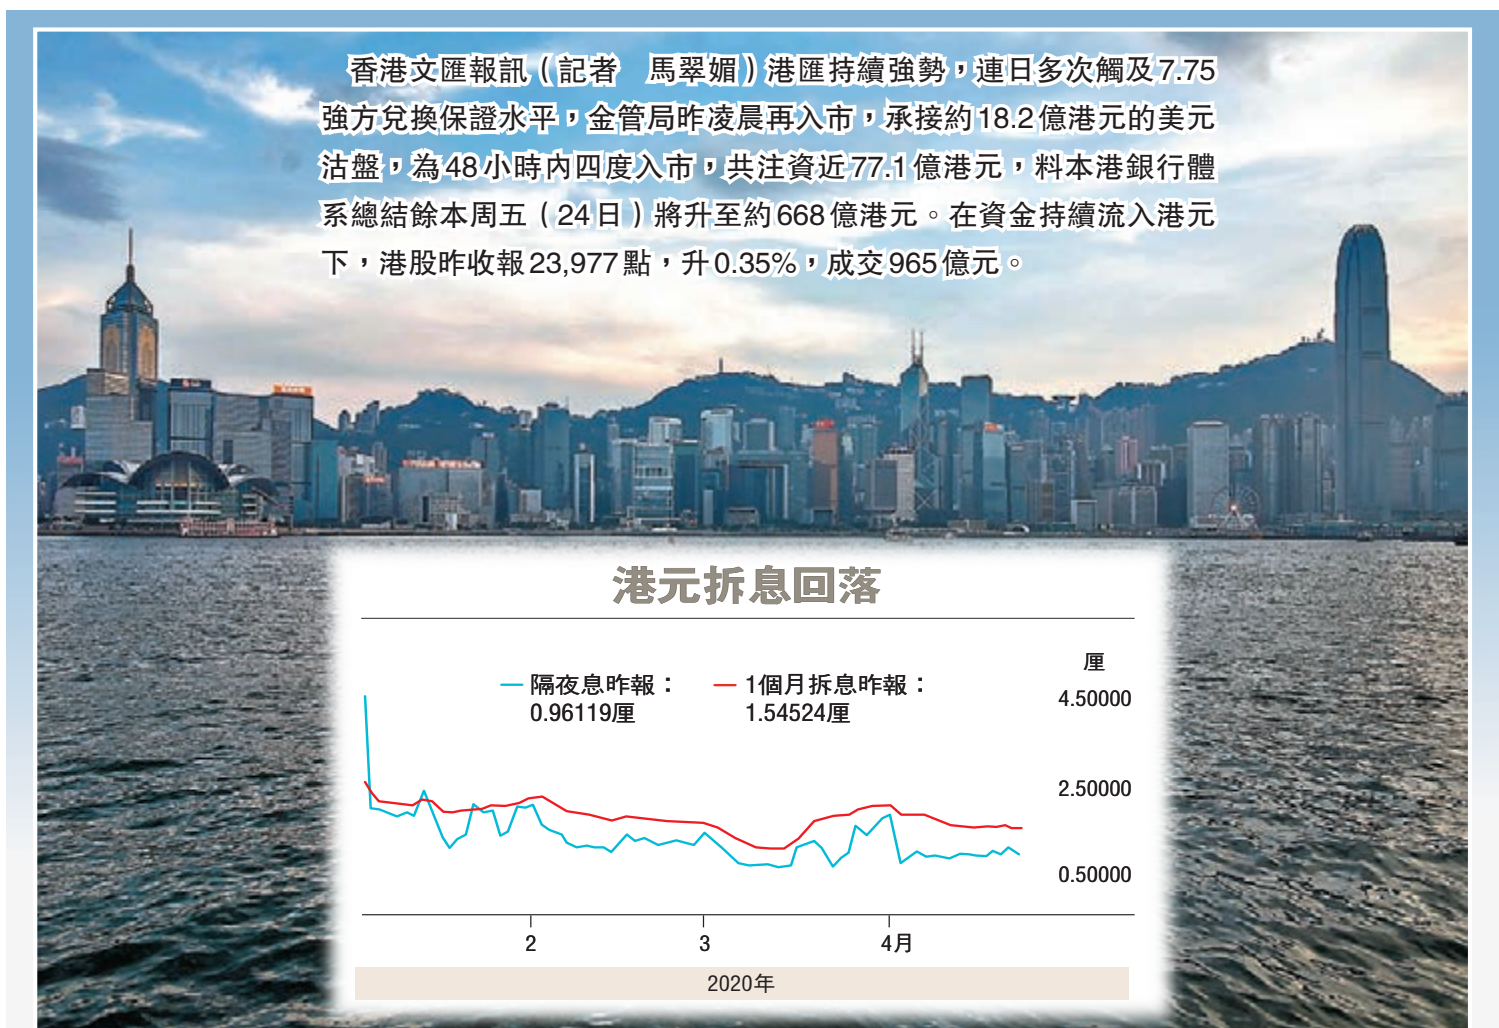 香港文匯報訊（記者　馬翠媚）港匯持續強勢，連日多次觸及7.75
強方兌換保證水平，金管局昨凌晨再入市，承接約18.2億港元的美元
沽盤，為48小時內四度入市，共注資近77.1億港元，料本港銀行體
系總結餘本周五（24日）將升至約668億港元。在資金持續流入港元
下，港股昨收報23,977點，升0.35%，成交965億元。
港元拆息回落
厘
隔夜息昨報：
0.96119厘
1個月拆息昨報：
1.54524厘
4.50000
2.50000
0.50000
2
3
4月
2020年